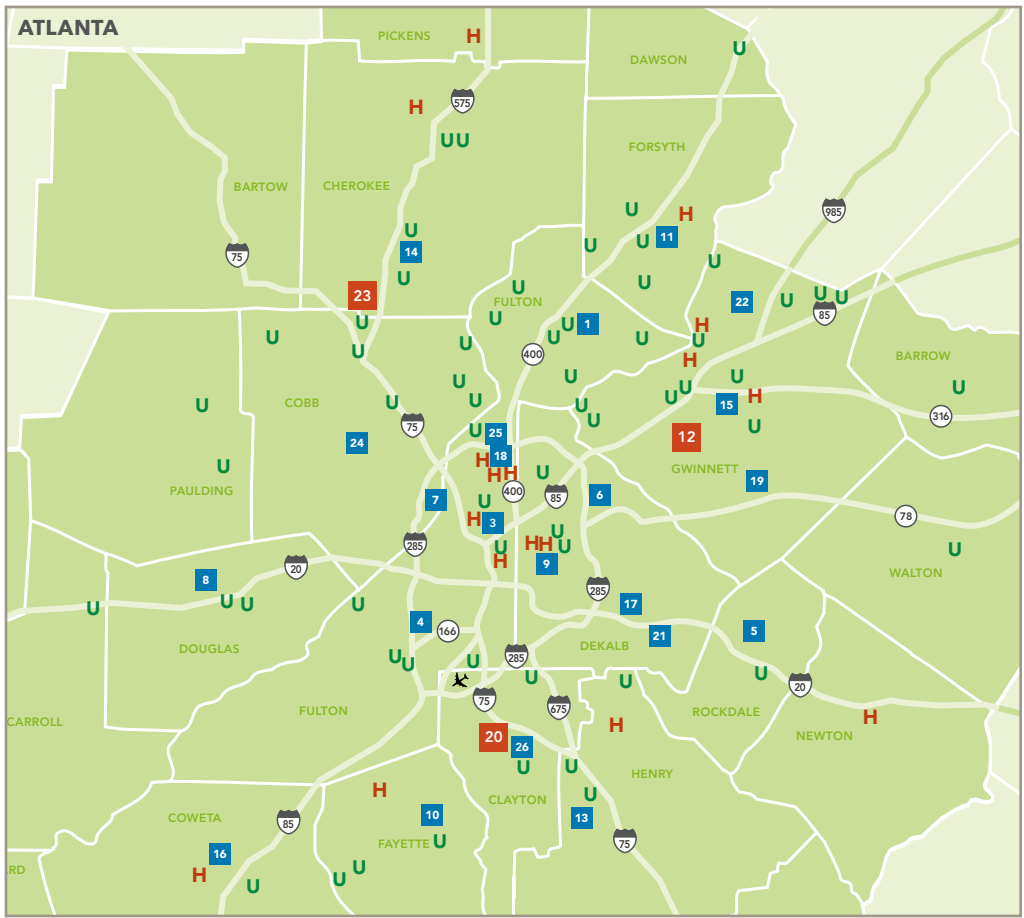 ATLANTA
PICKENS
H
U
DAWSON
575
H
U U
FORSYTH
BARTOW
CHEROKEE
U
H
985
U
U
11
14
U
75
U
U
U
23
U
FULTON
22
U
U
U
85
U
U
U
1
H
U
U
U
U
U
400
H
BARROW
U
U
U
U
U
U
15
H
U
U
U
U
U
316
COBB
75
U
U
25
U
12
24
18
H
H H
GWINNETT
U
U
19
PAULDING
400
85
6
7
U
78
H
3
U
285
U
H H
U
U
H
9
WALTON
20
8
285
U
U U
U
17
4
166
5
DOUGLAS
DEKALB
21
U
U
U
285
U
U
U
20
75
675
FULTON
ROCKDALE
H
CARROLL
H
NEWTON
20
26
U
U
HENRY
H
U
CLAYTON
COWETA
85
10
13
75
FAYETTE
U
16
H
U
U
U
RD